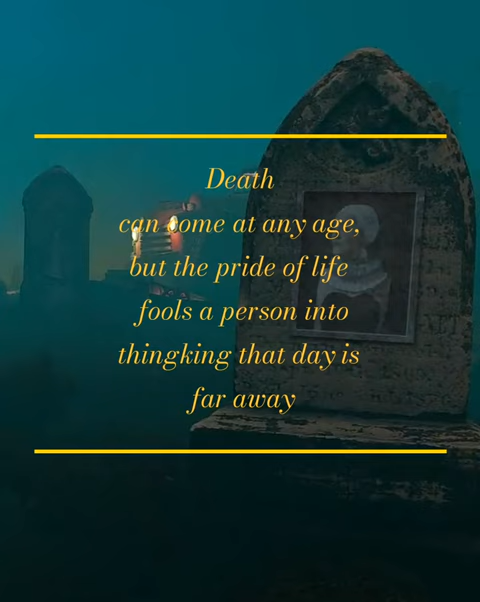 Death
can come at any age,
but the pride of life
fools a person into
thingking that day is
far away